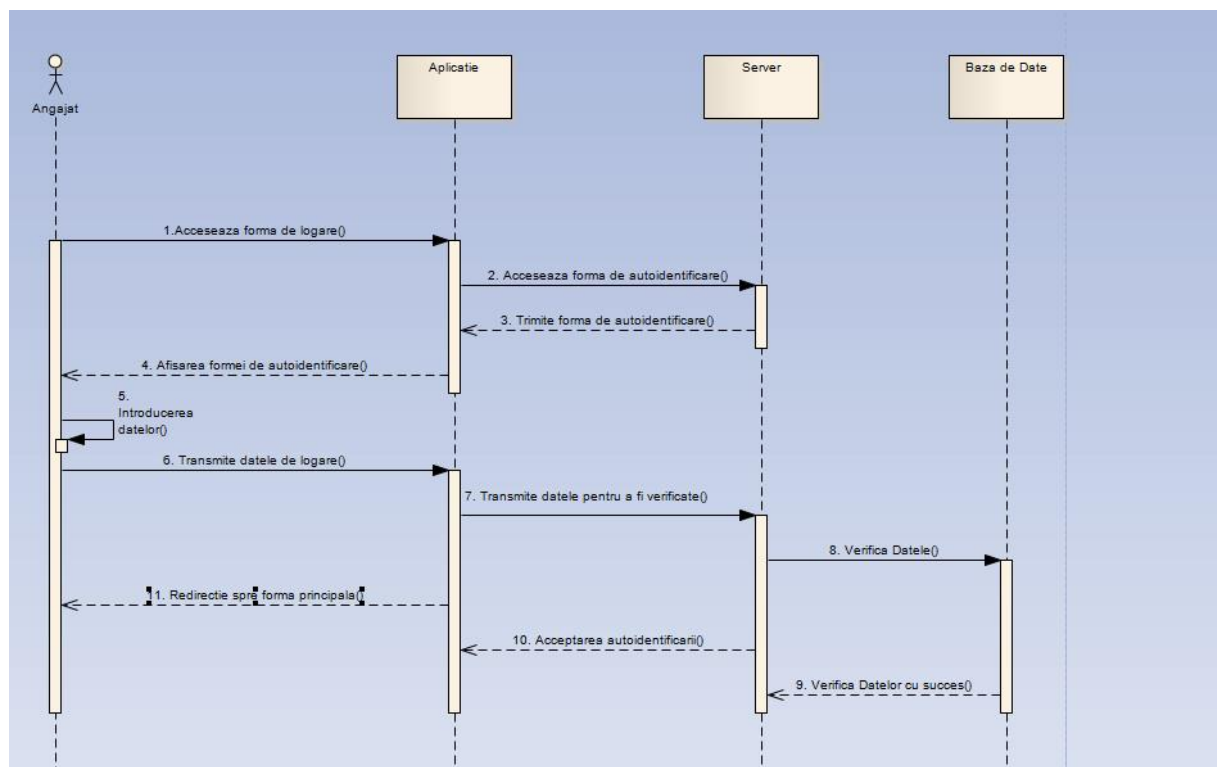 Angajat
Aplicatie
Server
Baza de Date
1.Acceseaza forma de logare()
2. Acceseaza forma de autoidentificare()
3. Trimite forma de autoidentificare()
4. Afisarea formei de autoidentificare()
5.
Introducerea
datelor()
6. Transmite datele de logare()
7. Transmite datele pentru a fi verificate()
8. Verifica Datele()
11. Redirectie spre forma principala()
10. Acceptarea autoidentificarii()
9. Verifica Datelor cu succes()